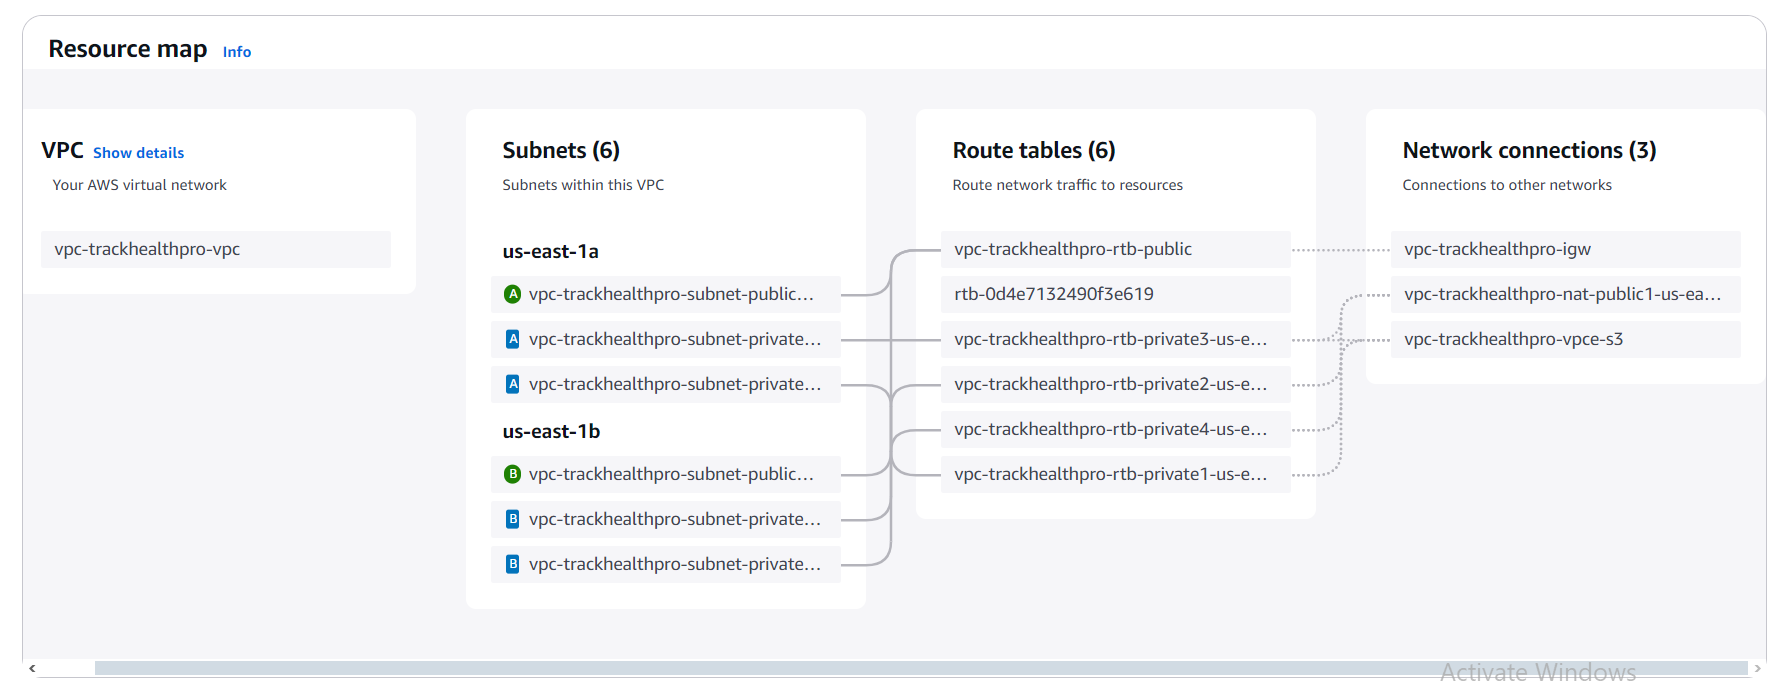 Resource map Info
VPC Show details
Your AWS virtual network
vpc-trackhealthpro-vpc
Subnets (6)
Subnets within this VPC
us-east-1a
A vpc-trackhealthpro-subnet-public…
A vpc-trackhealthpro-subnet-private…
A vpc-trackhealthpro-subnet-private…
us-east-1b
B vpc-trackhealthpro-subnet-public…
B vpc-trackhealthpro-subnet-private…
B vpc-trackhealthpro-subnet-private…
Route tables (6)
Route network traffic to resources
vpc-trackhealthpro-rtb-public
rtb-0d4e7132490f3e619
vpc-trackhealthpro-rtb-private3-us-e…
vpc-trackhealthpro-rtb-private2-us-e…
vpc-trackhealthpro-rtb-private4-us-e…
vpc-trackhealthpro-rtb-private1-us-e…
Network connections (3)
Connections to other networks
vpc-trackhealthpro-igw
vpc-trackhealthpro-nat-public1-us-ea…
vpc-trackhealthpro-vpce-s3
Activate Windows